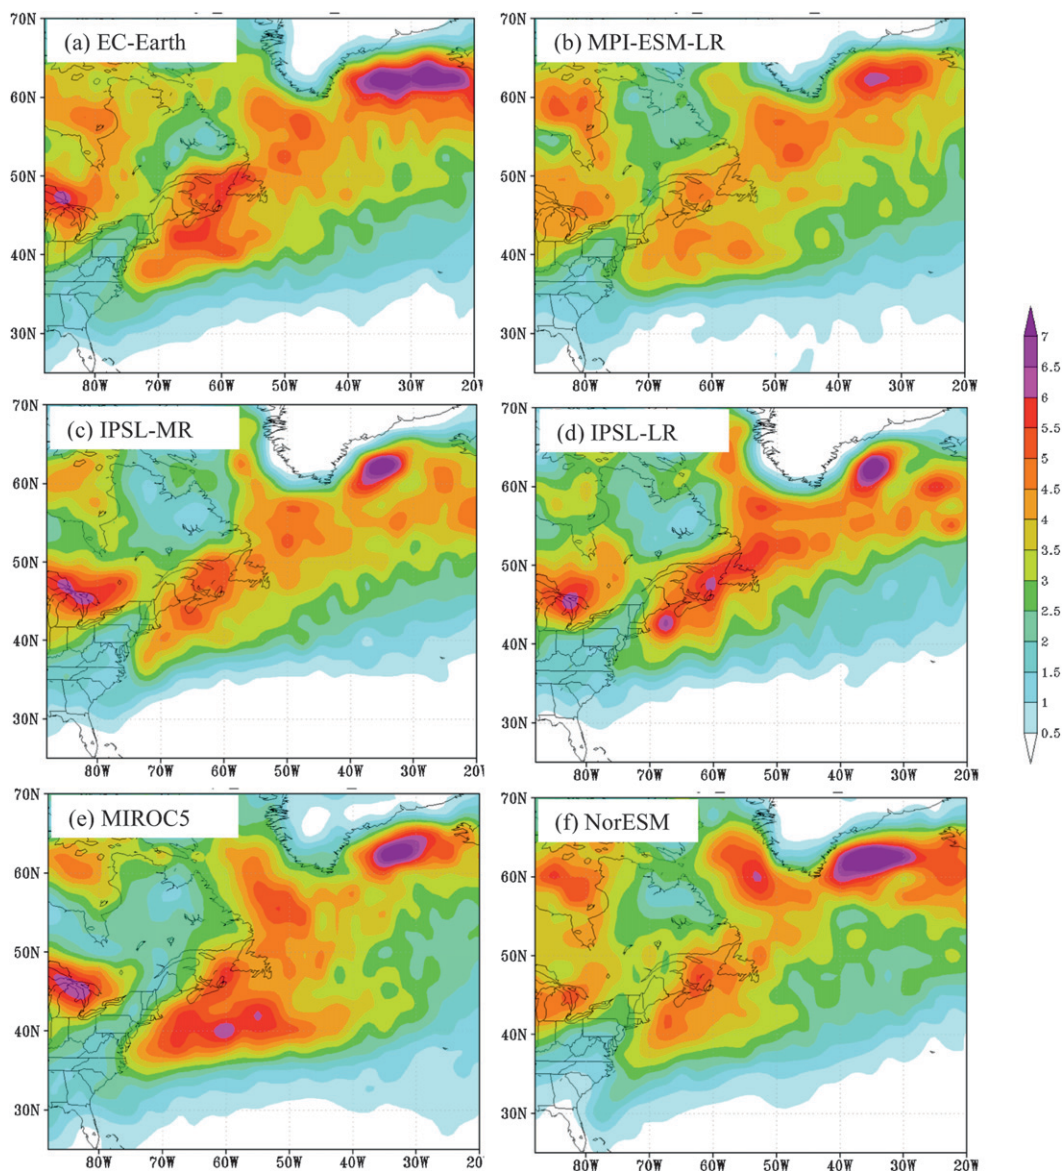 (a) EC-Earth
(b) MPI-ESM-LR
70N
60N
50N
40N
30N
80W 70W 60W 50W 40W 30W 20W
70N
60N
50N
40N
30N
80W 70W 60W 50W 40W 30W 20W
(c) IPSL-MR
(d) IPSL-LR
70N
60N
50N
40N
30N
80W 70W 60W 50W 40W 30W 20W
70N
60N
50N
40N
30N
80W 70W 60W 50W 40W 30W 20W
(e) MIROC5
(f) NorESM
70N
60N
50N
40N
30N
80W 70W 60W 50W 40W 30W 20W
70N
60N
50N
40N
30N
80W 70W 60W 50W 40W 30W 20W
7
6.5
6
5.5
5
4.5
4
3.5
3
2.5
2
1.5
1
0.5